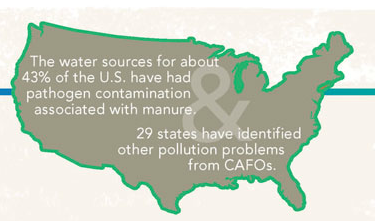 The water sources for about
43% of the U.S. have had
pathogen contamination
associated with manure.
&
29 states have identified
other pollution problems
from CAFOs.